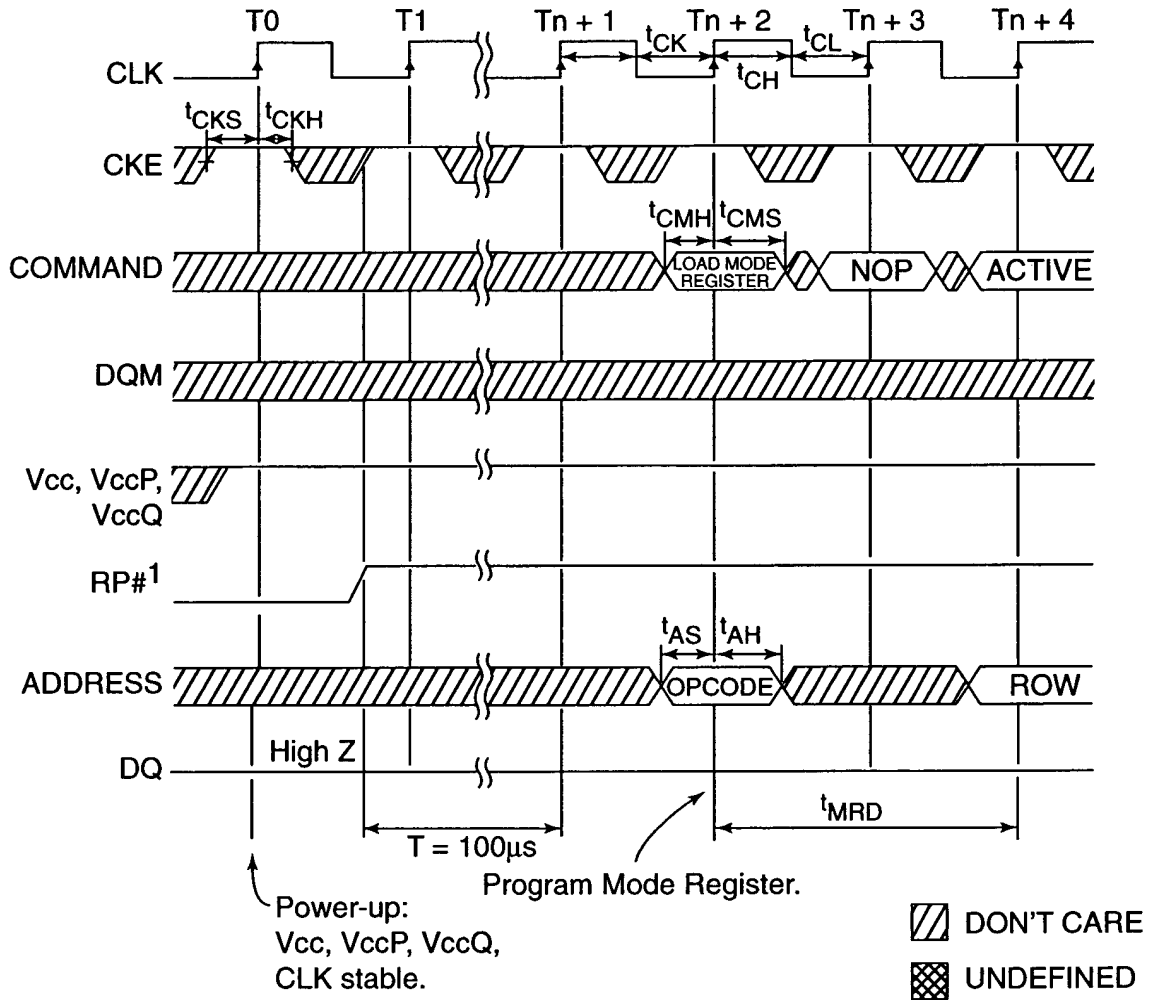 T0 T1 Tn + 1 Tn + 2 Tn + 3 Tn + 4
tCK tCL
CLK
tCH
tCKS tCKH
CKE
tCMH tCMS
COMMAND LOAD MODE REGISTER NOP ACTIVE
DQM
Vcc, VccP,
VccQ
RP#1
tAS tAH
ADDRESS OPCODE ROW
High Z
DQ
tMRD
T = 100μs
Program Mode Register.
Power-up:
Vcc, VccP, VccQ,
CLK stable.
DON'T CARE
UNDEFINED